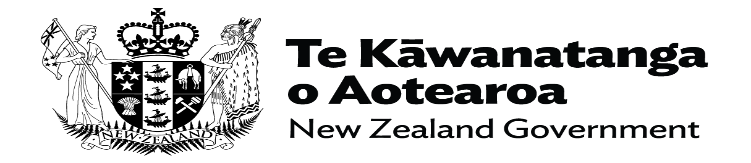 NEW ZEALAND
Te Kāwanatanga
o Aotearoa
New Zealand Government